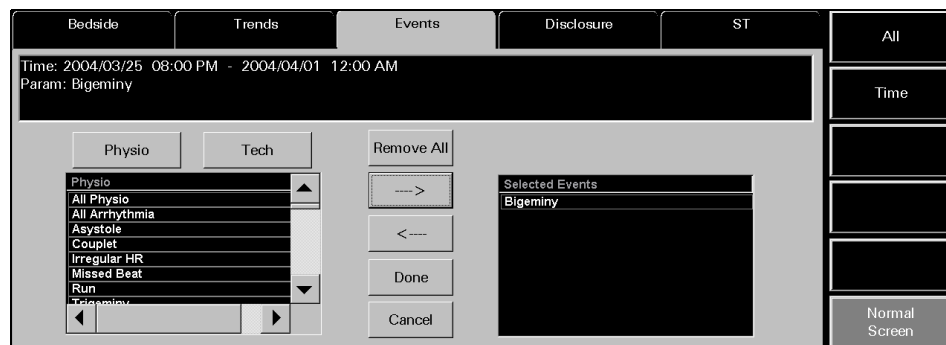 Bedside Trends Events Disclosure ST
All
Time: 2004/03/25 08:00 PM - 2004/04/01 12:00 AM
Param: Bigeminy
Time
Physio Tech Remove All
Physio
All Physio
All Arrhythmia
Asystole
Couplet
Irregular HR
Missed Beat
Run
Trigeminy
---->
<----
Done
Cancel
Selected Events
Bigeminy
Normal
Screen